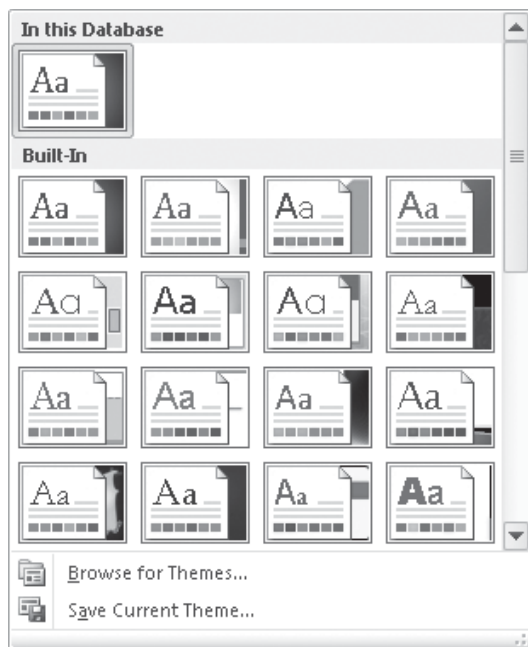 In this Database
Aa
Built-In
Aa Aa Aa Aa
Aa Aa Aa Aa
Aa Aa Aa Aa
Aa Aa Aa Aa
Browse for Themes...
Save Current Theme...